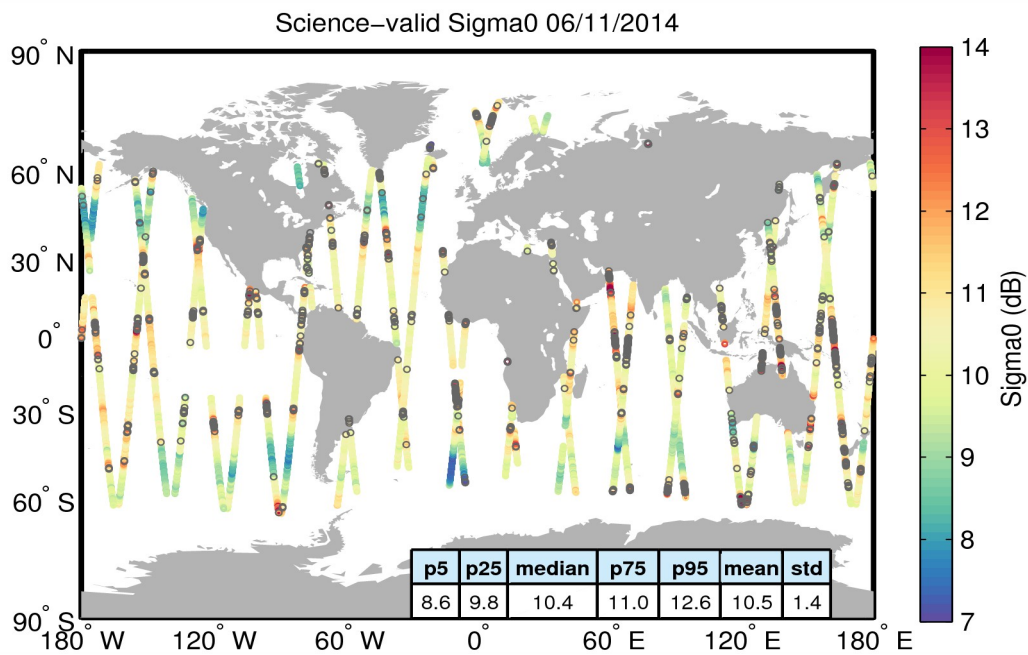 Science−valid Sigma0 06/11/2014
90° N
60° N
30° N
0°
30° S
60° S
90° S
180° W
120° W
60° W
0°
60° E
120° E
180° E
p5 p25 median p75 p95 mean std
8.6 9.8 10.4 11.0 12.6 10.5 1.4
14
13
12
11
10
9
8
7
Sigma0 (dB)